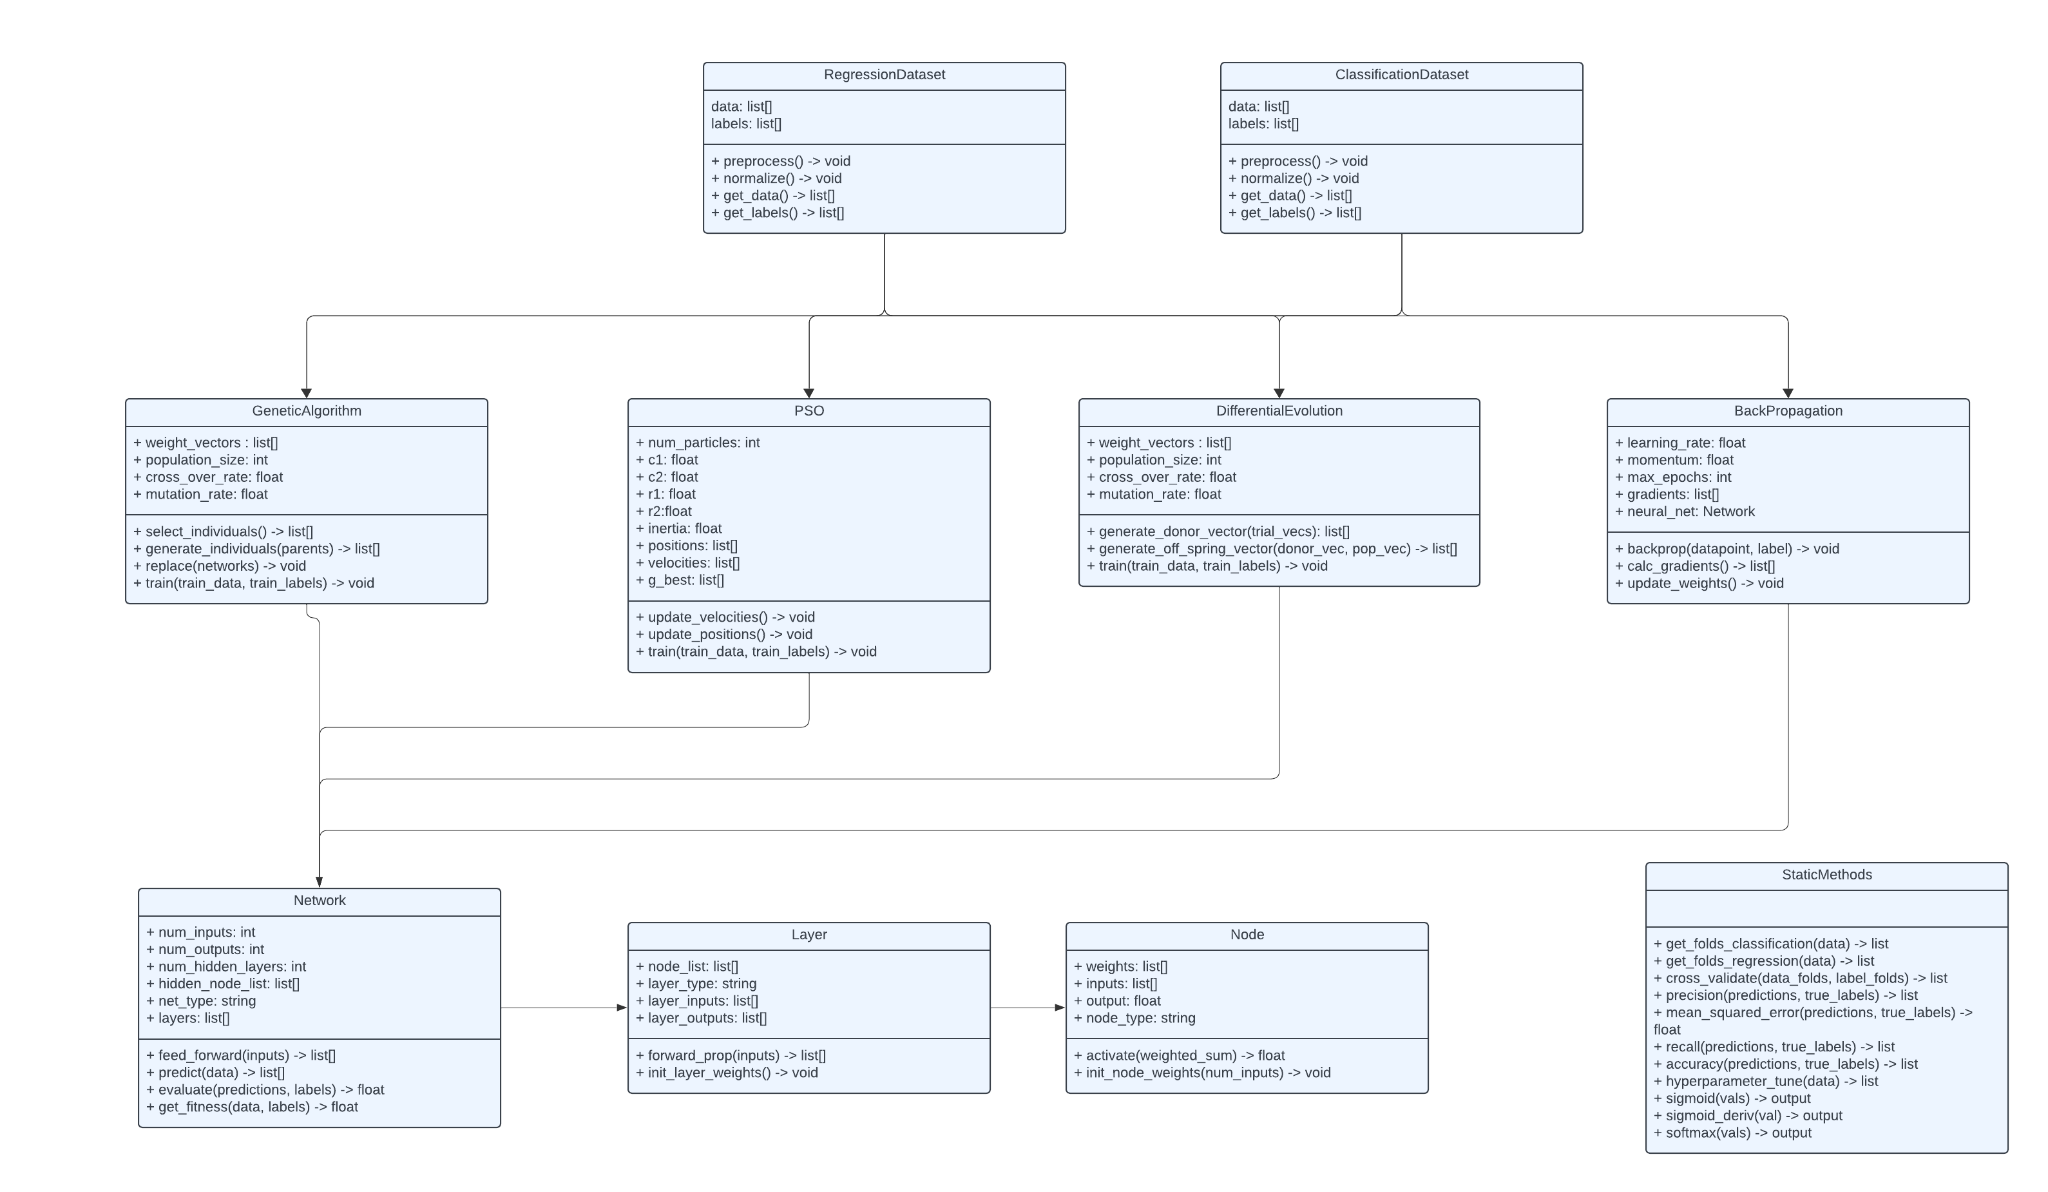 RegressionDataset
data: list[]
labels: list[]
+ preprocess() -> void
+ normalize() -> void
+ get_data() -> list[]
+ get_labels() -> list[]
ClassificationDataset
data: list[]
labels: list[]
+ preprocess() -> void
+ normalize() -> void
+ get_data() -> list[]
+ get_labels() -> list[]
GeneticAlgorithm
+ weight_vectors : list[]
+ population_size: int
+ cross_over_rate: float
+ mutation_rate: float
+ select_individuals() -> list[]
+ generate_individuals(parents) -> list[]
+ replace(networks) -> void
+ train(train_data, train_labels) -> void
PSO
+ num_particles: int
+ c1: float
+ c2: float
+ r1: float
+ r2:float
+ inertia: float
+ positions: list[]
+ velocities: list[]
+ g_best: list[]
+ update_velocities() -> void
+ update_positions() -> void
+ train(train_data, train_labels) -> void
DifferentialEvolution
+ weight_vectors : list[]
+ population_size: int
+ cross_over_rate: float
+ mutation_rate: float
+ generate_donor_vector(trial_vecs): list[]
+ generate_off_spring_vector(donor_vec, pop_vec) -> list[]
+ train(train_data, train_labels) -> void
BackPropagation
+ learning_rate: float
+ momentum: float
+ max_epochs: int
+ gradients: list[]
+ neural_net: Network
+ backprop(datapoint, label) -> void
+ calc_gradients() -> list[]
+ update_weights() -> void
Network
+ num_inputs: int
+ num_outputs: int
+ num_hidden_layers: int
+ hidden_node_list: list[]
+ net_type: string
+ layers: list[]
+ feed_forward(inputs) -> list[]
+ predict(data) -> list[]
+ evaluate(predictions, labels) -> float
+ get_fitness(data, labels) -> float
Layer
+ node_list: list[]
+ layer_type: string
+ layer_inputs: list[]
+ layer_outputs: list[]
+ forward_prop(inputs) -> list[]
+ init_layer_weights() -> void
Node
+ weights: list[]
+ inputs: list[]
+ output: float
+ node_type: string
+ activate(weighted_sum) -> float
+ init_node_weights(num_inputs) -> void
StaticMethods
+ get_folds_classification(data) -> list
+ get_folds_regression(data) -> list
+ cross_validate(data_folds, label_folds) -> list
+ precision(predictions, true_labels) -> list
+ mean_squared_error(predictions, true_labels) ->
float
+ recall(predictions, true_labels) -> list
+ accuracy(predictions, true_labels) -> list
+ hyperparameter_tune(data) -> list
+ sigmoid(vals) -> output
+ sigmoid_deriv(val) -> output
+ softmax(vals) -> output